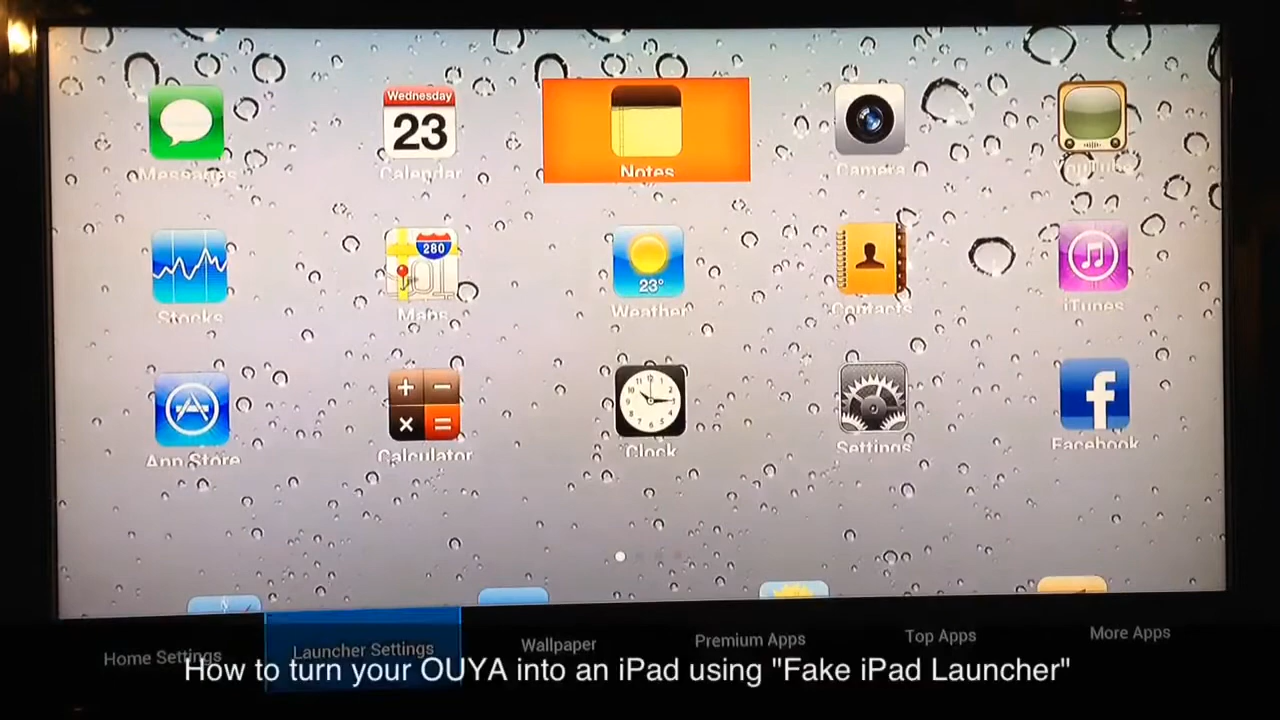 Wednesday
23
Messages
Calendar
Notes
Camera
YouTube
280
23°
Stocks
Maps
Weather
Contacts
iTunes
App Store
Calculator
Clock
Settings
Facebook
Home Settings
Launcher Settings
Wallpaper
Premium Apps
Top Apps
More Apps
How to turn your OUYA into an iPad using "Fake iPad Launcher"